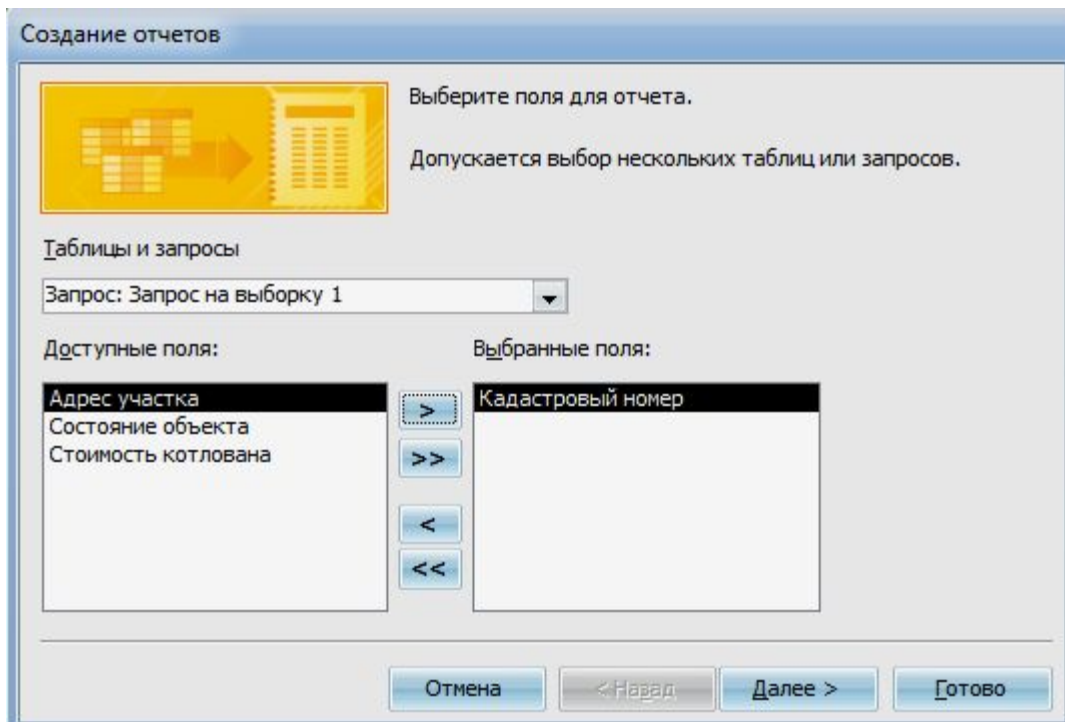 Создание отчетов
Выберите поля для отчета.
Допускается выбор нескольких таблиц или запросов.
Таблицы и запросы
Запрос: Запрос на выборку 1
Доступные поля:
Выбранные поля:
Адрес участка
Состояние объекта
Стоимость котлована
>
>>
<
<<
Кадастровый номер
Отмена
< Назад
Далее >
Готово